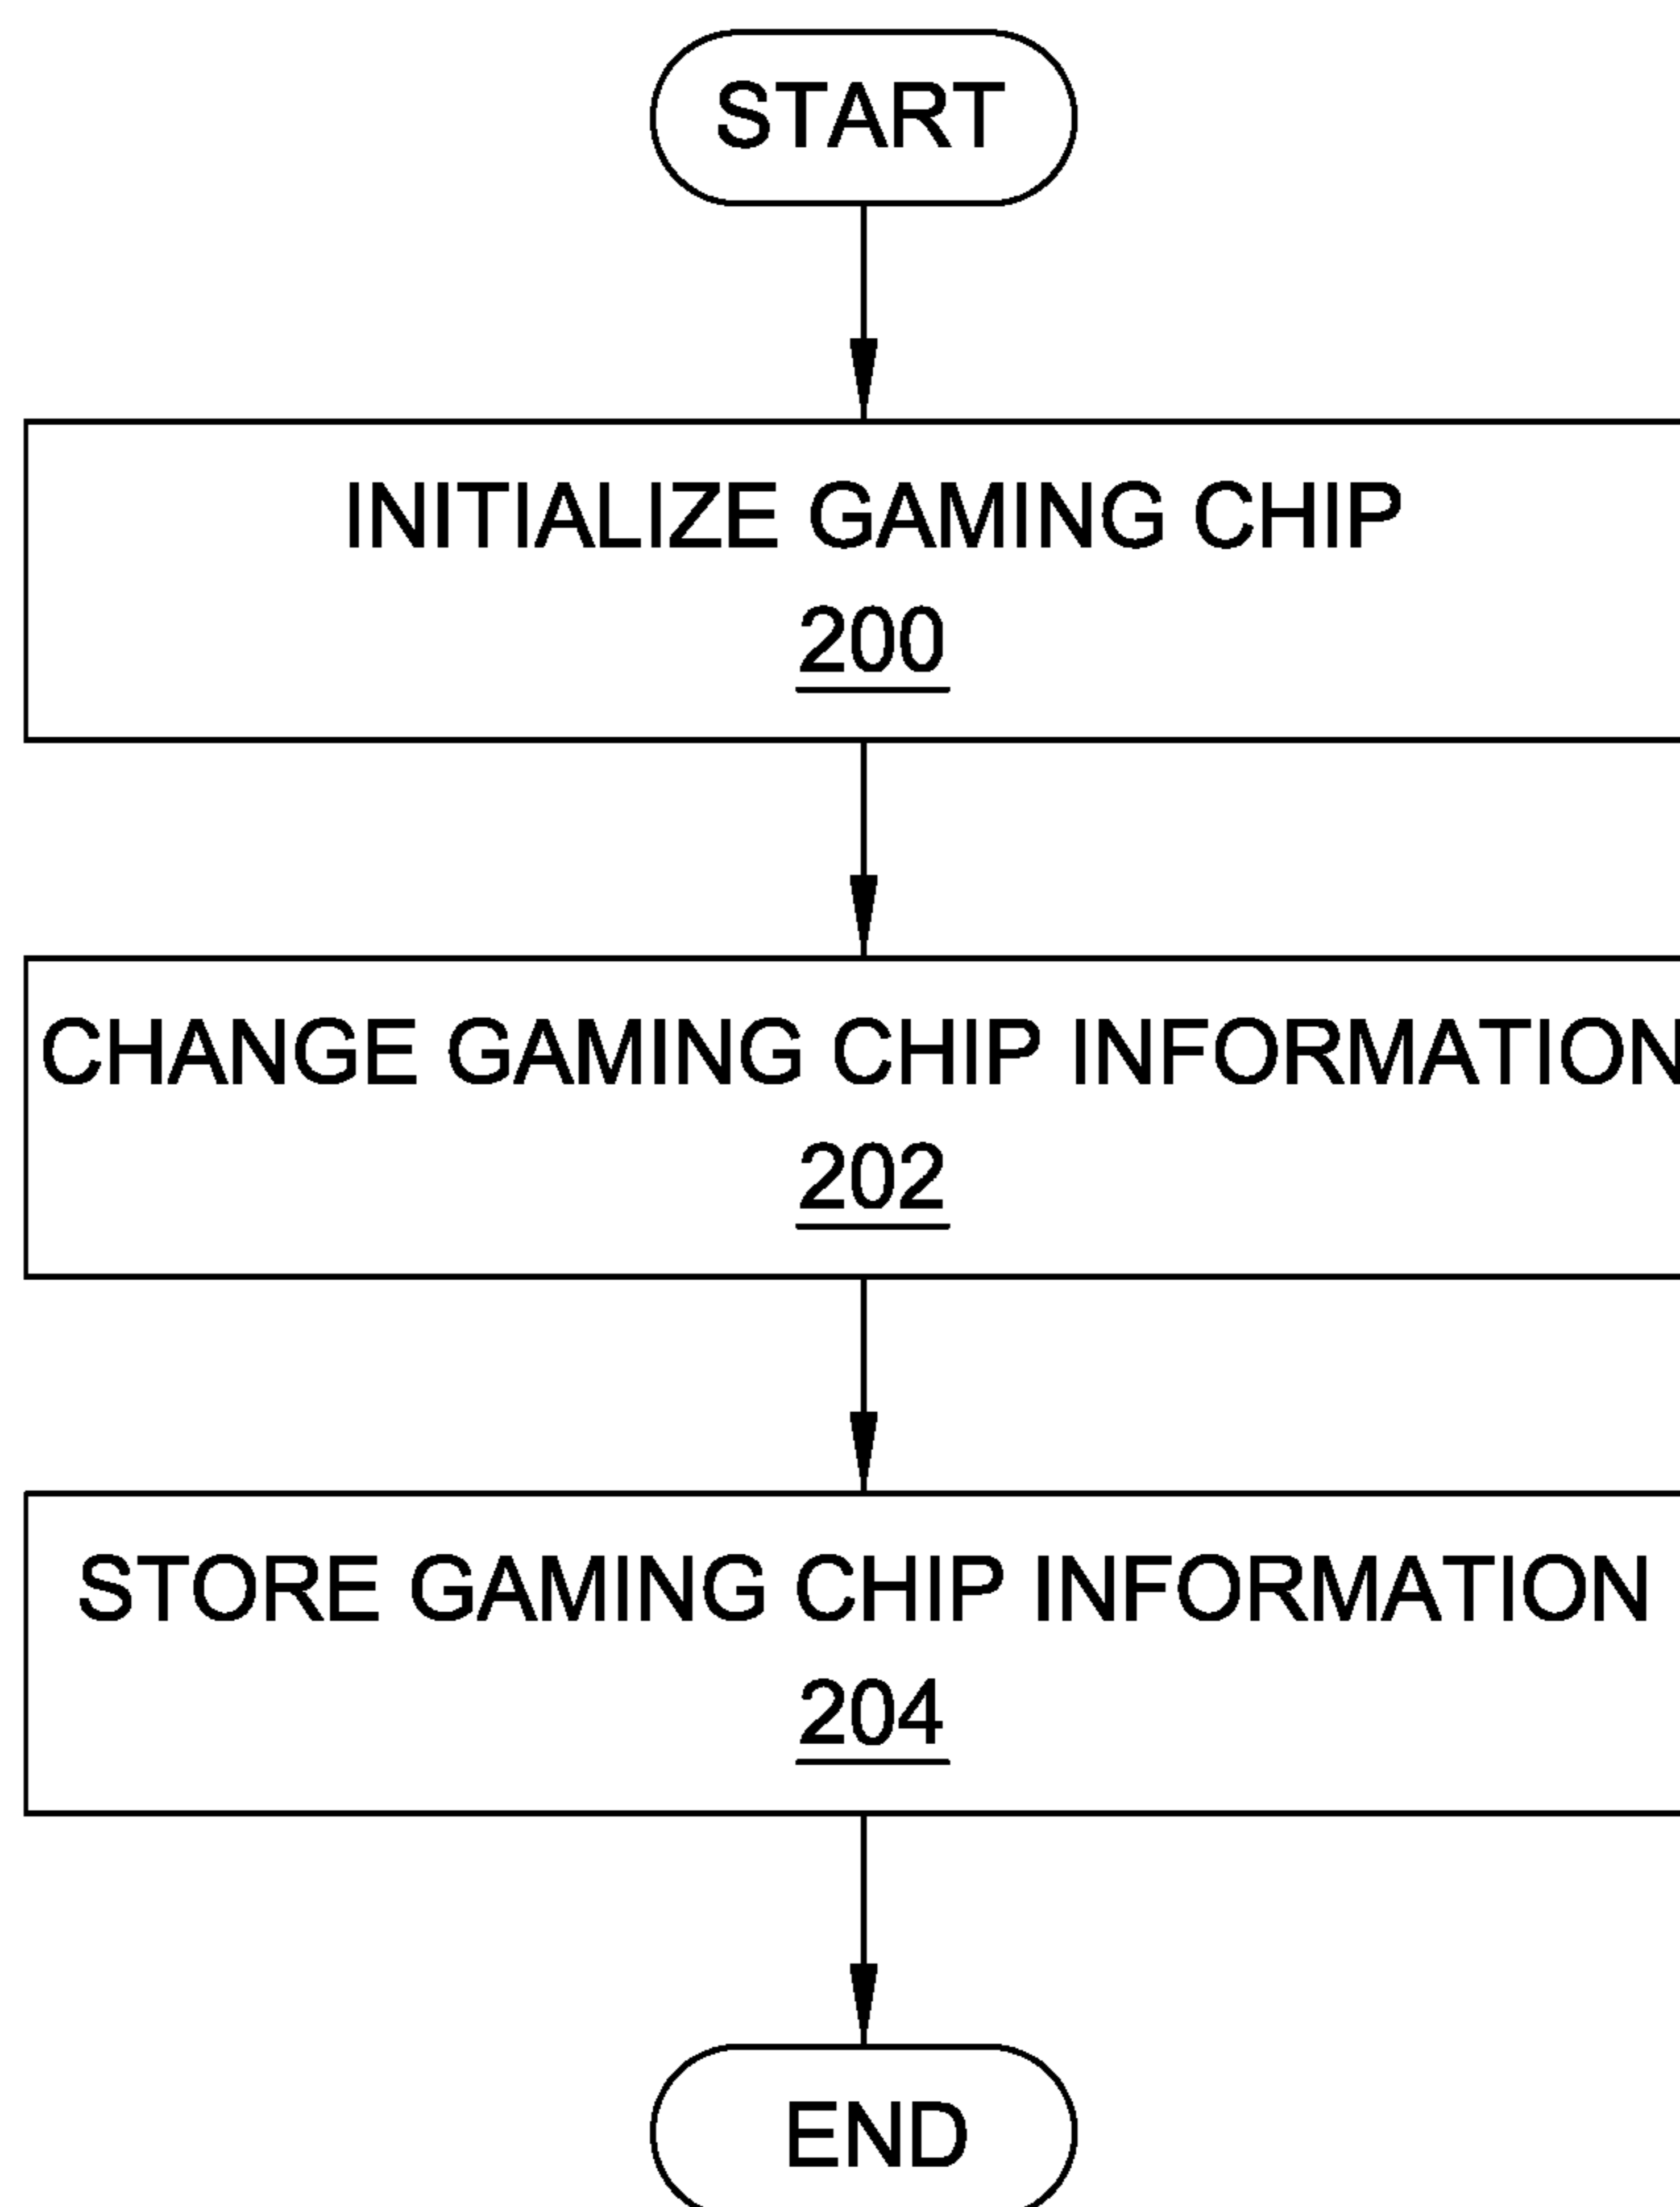 START
INITIALIZE GAMING CHIP
200
CHANGE GAMING CHIP INFORMATION
202
STORE GAMING CHIP INFORMATION
204
END